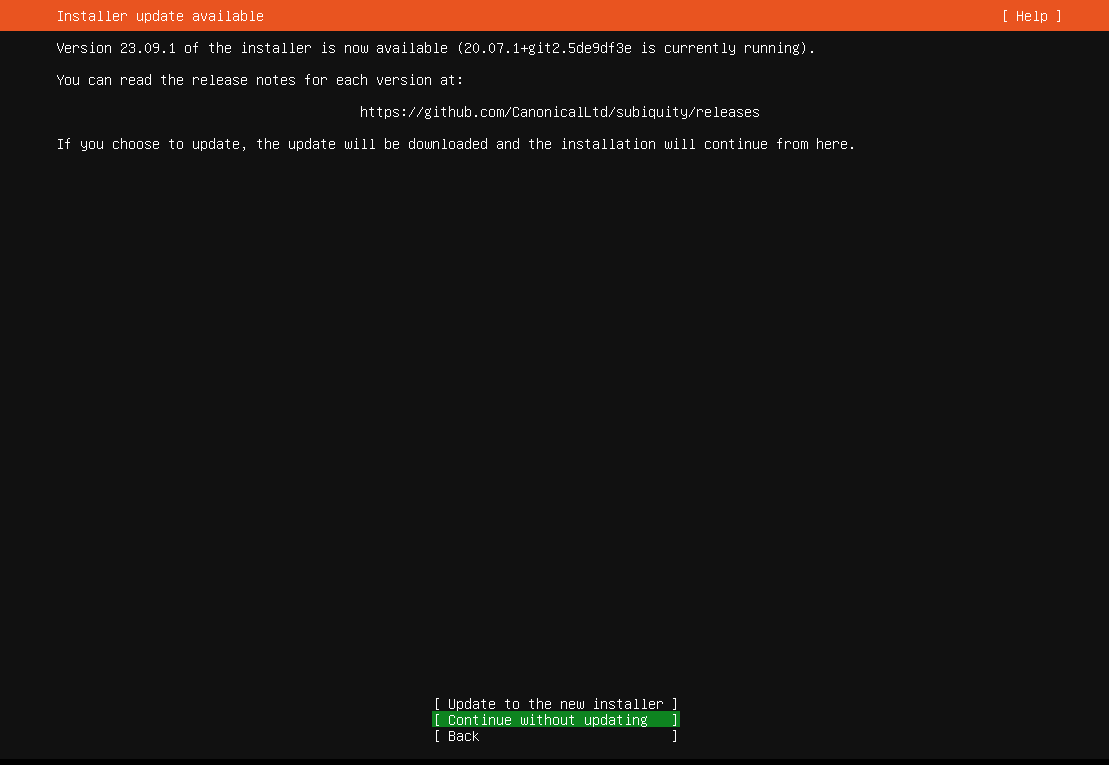 Installer update available [ Help ]
Version 23.09.1 of the installer is now available (20.07.1+git2.5de9df3e is currently running).
You can read the release notes for each version at:
https://github.com/CanonicalLtd/subiquity/releases
If you choose to update, the update will be downloaded and the installation will continue from here.
[ Update to the new installer ]
[ Continue without updating ]
[ Back ]